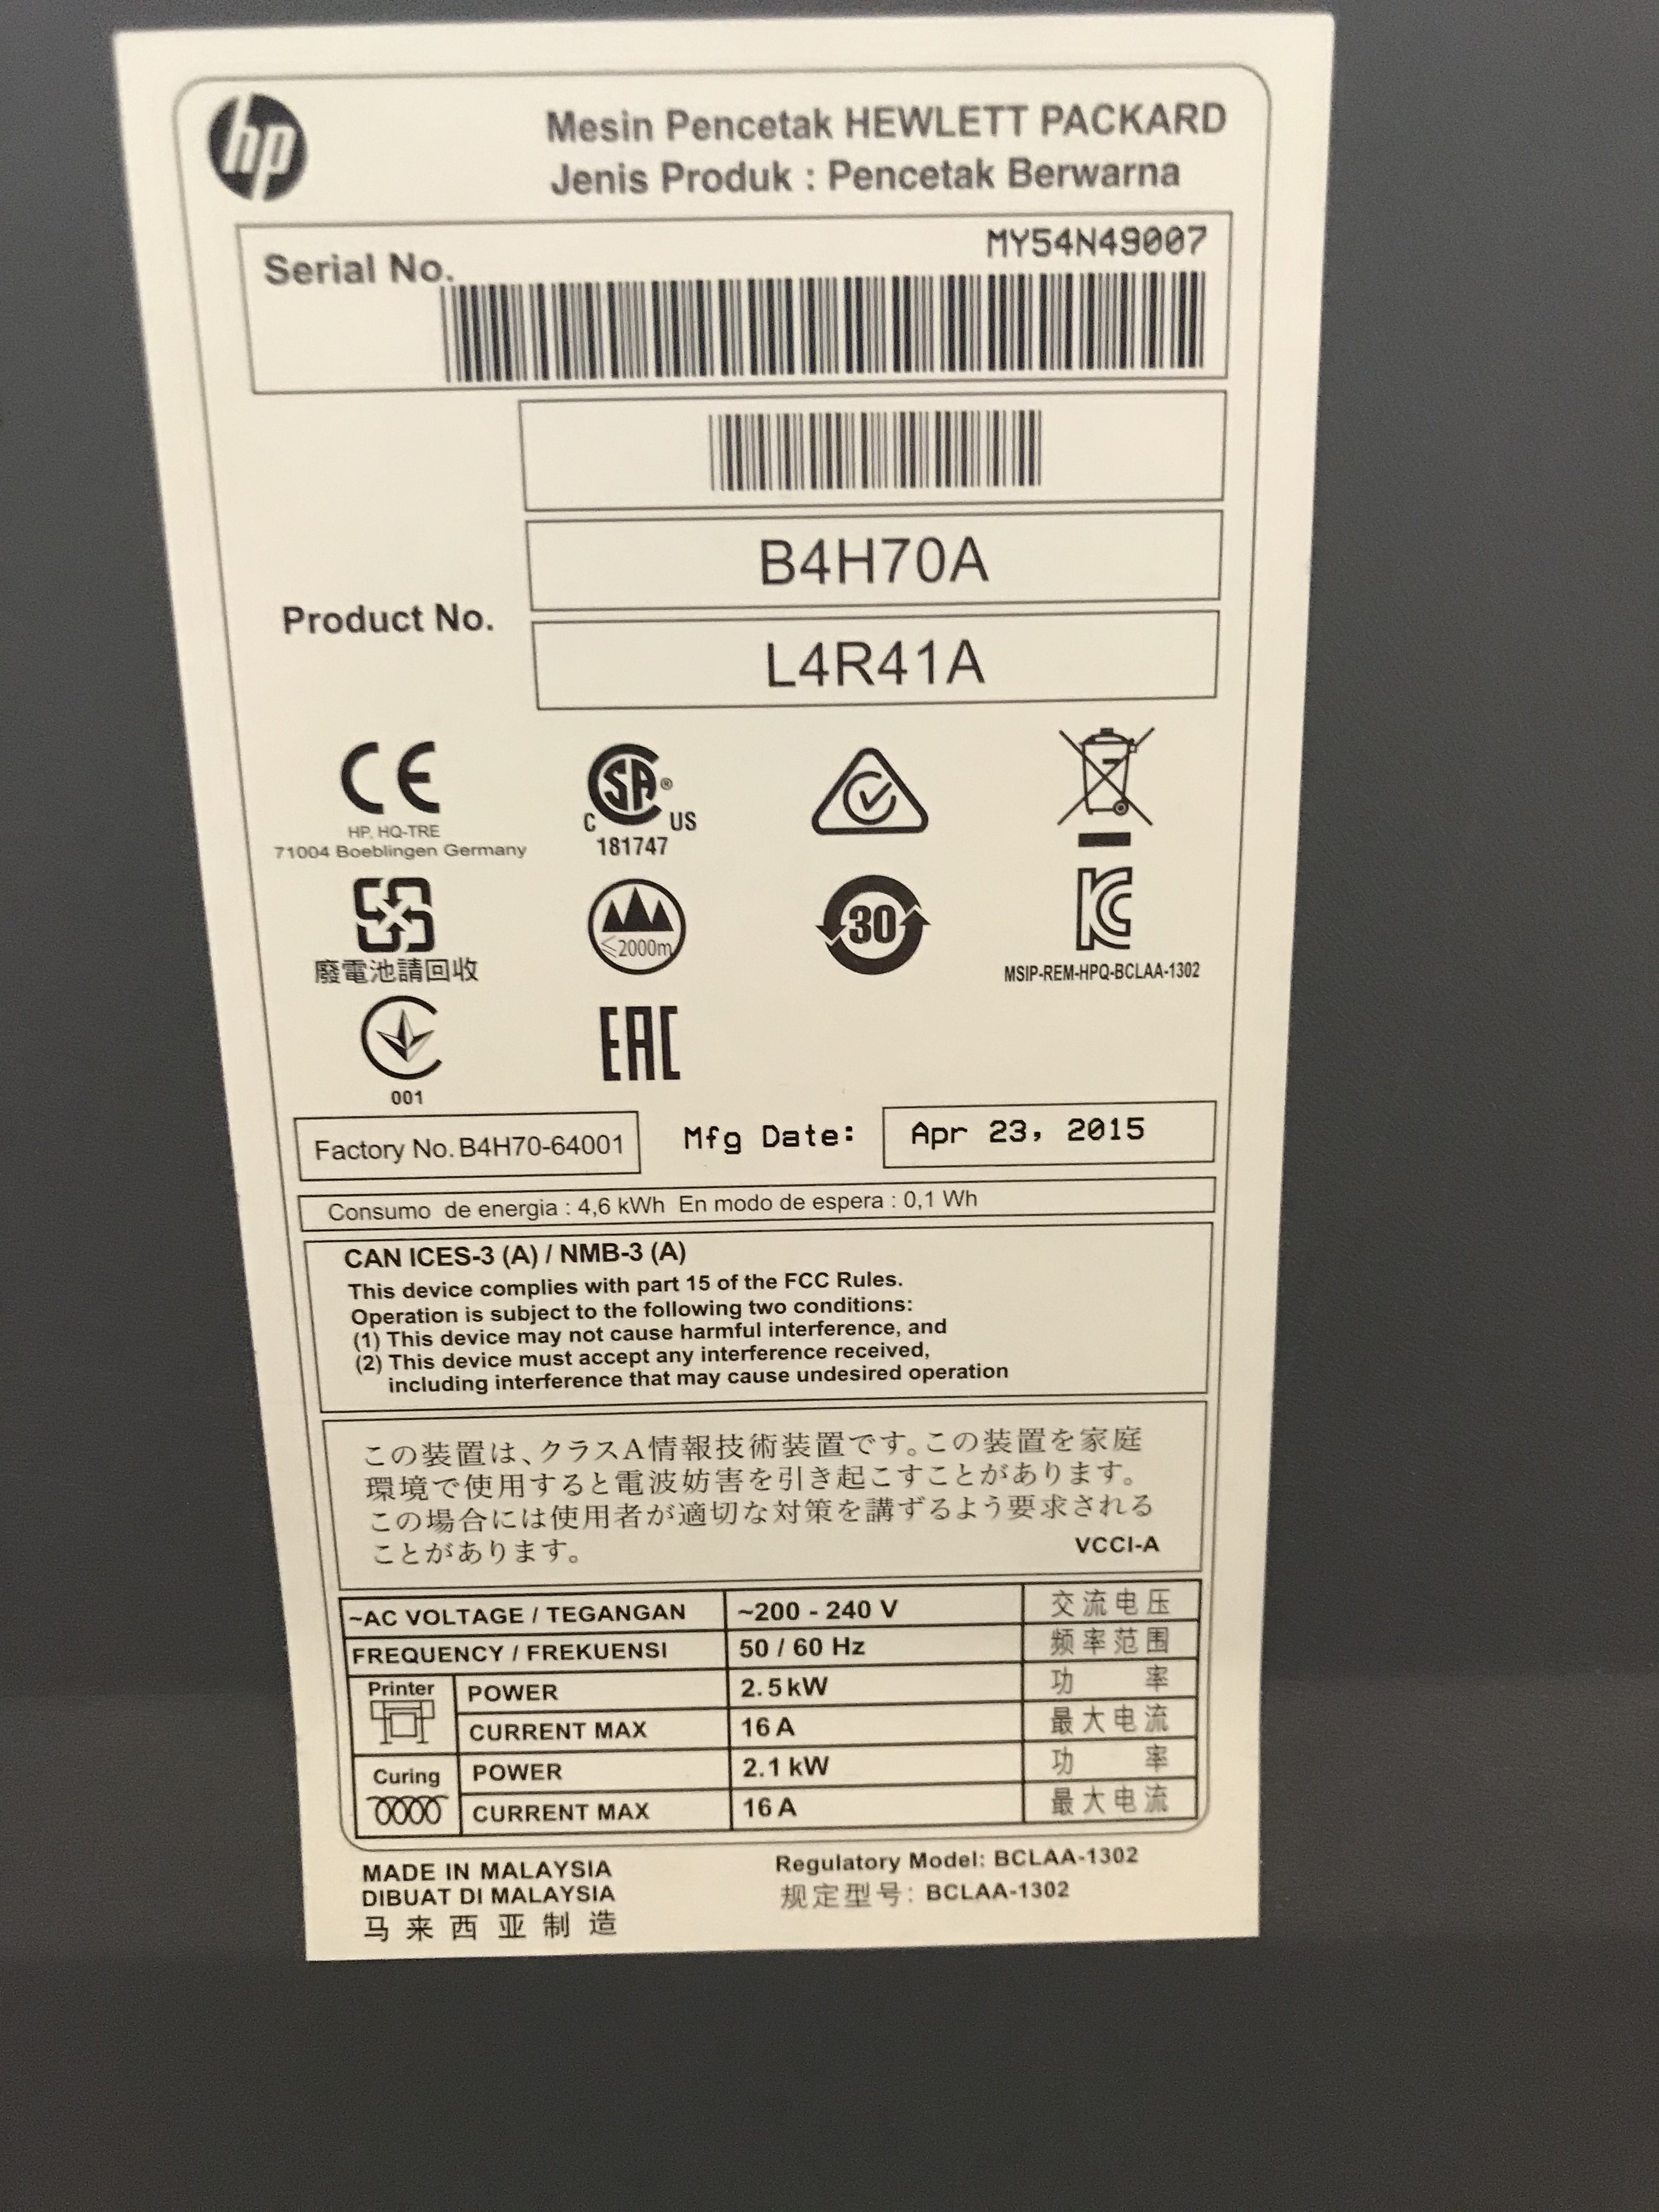 hp
Mesin Pencetak HEWLETT PACKARD
Jenis Produk : Pencetak Berwarna
Serial No.
MY54N49007
Product No.
B4H70A
L4R41A
CE
HP, HQ-TRE
71004 Boeblingen Germany
SA ®
C US
181747
廢電池請回收
≤2000m
30
MSIP-REM-HPQ-BCLAA-1302
001
EAC
Factory No. B4H70-64001
Mfg Date: Apr 23, 2015
Consumo de energia : 4,6 kWh En modo de espera : 0,1 Wh
CAN ICES-3 (A) / NMB-3 (A)
This device complies with part 15 of the FCC Rules.
Operation is subject to the following two conditions:
(1) This device may not cause harmful interference, and
(2) This device must accept any interference received,
including interference that may cause undesired operation
この装置は、クラスA情報技術装置です。この装置を家庭
環境で使用すると電波妨害を引き起こすことがあります。
この場合には使用者が適切な対策を講ずるよう要求される
ことがあります。
VCCI-A
~AC VOLTAGE / TEGANGAN ~200 - 240 V 交流电压
FREQUENCY / FREKUENSI 50 / 60 Hz 频率范围
Printer
POWER 2.5 kW 功 率
CURRENT MAX 16 A 最大电流
Curing
POWER 2.1 kW 功 率
CURRENT MAX 16 A 最大电流
MADE IN MALAYSIA
DIBUAT DI MALAYSIA
马来西亚制造
Regulatory Model: BCLAA-1302
规定型号: BCLAA-1302